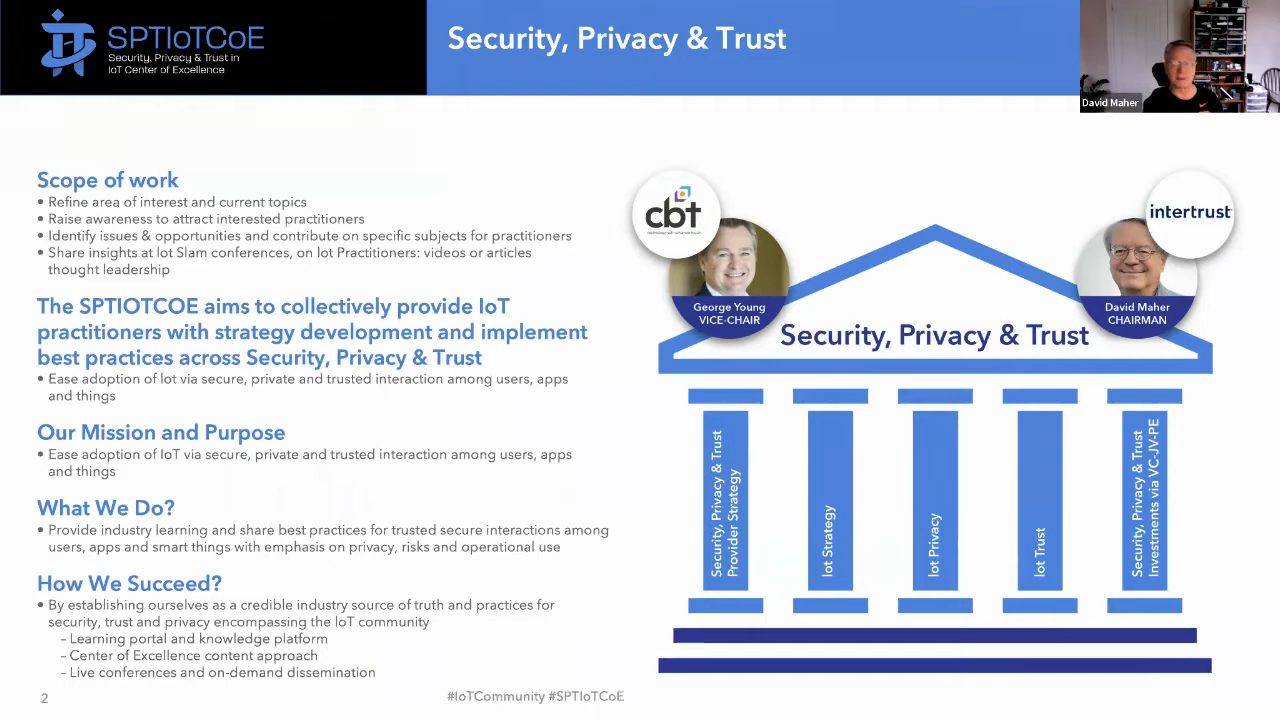 SPTIoTCoE
Security, Privacy & Trust in
IoT Center of Excellence
Security, Privacy & Trust
David Maher
Scope of work
• Refine area of interest and current topics
• Raise awareness to attract interested practitioners
• Identify issues & opportunities and contribute on specific subjects for practitioners
• Share insights at Iot Slam conferences, on Iot Practitioners: videos or articles
thought leadership
The SPTIOTCOE aims to collectively provide IoT
practitioners with strategy development and implement
best practices across Security, Privacy & Trust
• Ease adoption of Iot via secure, private and trusted interaction among users, apps
and things
Our Mission and Purpose
• Ease adoption of IoT via secure, private and trusted interaction among users, apps
and things
What We Do?
• Provide industry learning and share best practices for trusted secure interactions among
users, apps and smart things with emphasis on privacy, risks and operational use
How We Succeed?
• By establishing ourselves as a credible industry source of truth and practices for
security, trust and privacy encompassing the IoT community
– Learning portal and knowledge platform
– Center of Excellence content approach
– Live conferences and on-demand dissemination
cbt
George Young
VICE-CHAIR
intertrust
David Maher
CHAIRMAN
Security, Privacy & Trust
Security, Privacy & Trust
Provider Strategy
Iot Strategy
Iot Privacy
Iot Trust
Security, Privacy & Trust
Investments via VC-JV-PE
2
#IoTCommunity #SPTIoTCoE